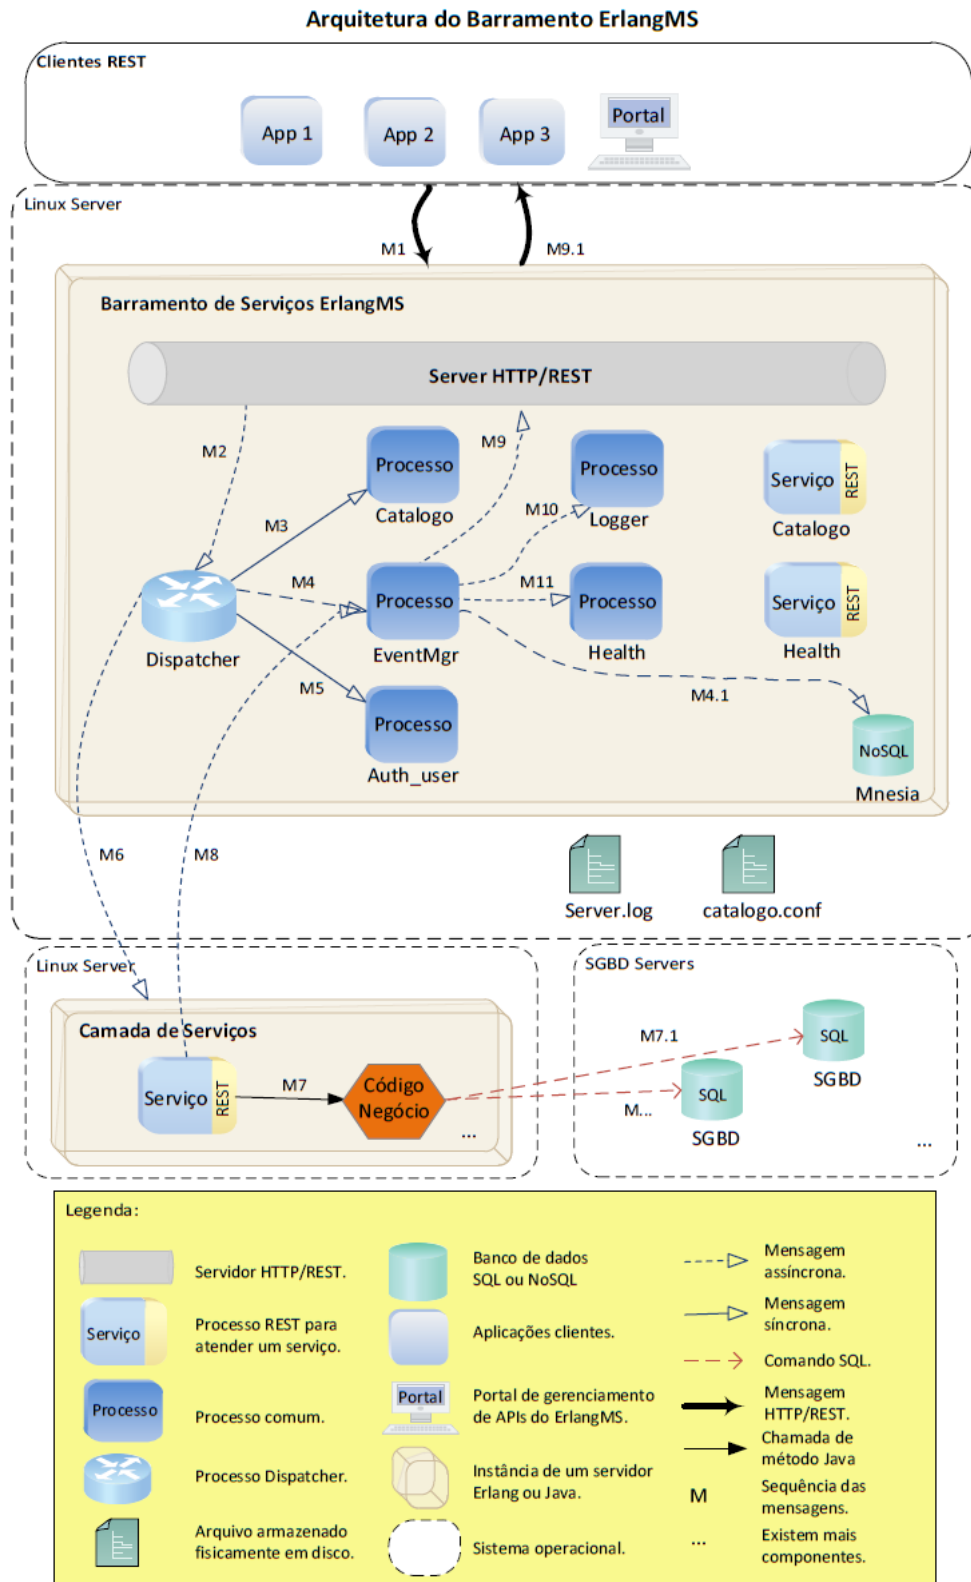 Arquitetura do Barramento ErlangMS
Clientes REST
App 1
App 2
App 3
Portal
Linux Server
M1
M9.1
Barramento de Serviços ErlangMS
Server HTTP/REST
M2
M9
Processo
Catalogo
Processo
Logger
Serviço
REST
Catalogo
M3
M10
M4
M11
Dispatcher
Processo
EventMgr
Processo
Health
Serviço
REST
Health
M5
M4.1
Processo
Auth_user
NoSQL
Mnesia
M6
M8
Server.log
catalogo.conf
Linux Server
SGBD Servers
Camada de Serviços
Serviço
REST
M7
Código
Negócio
...
M7.1
M...
SQL
SGBD
SQL
SGBD
...
Legenda:
Servidor HTTP/REST.
Banco de dados
SQL ou NoSQL
Mensagem
assíncrona.
Serviço
Processo REST para
atender um serviço.
Aplicações clientes.
Mensagem
síncrona.
Comando SQL.
Processo
Processo comum.
Portal
Portal de gerenciamento
de APIs do ErlangMS.
Mensagem
HTTP/REST.
Chamada de
método Java
Processo Dispatcher.
Instância de um servidor
Erlang ou Java.
M
Sequência das
mensagens.
Arquivo armazenado
fisicamente em disco.
Sistema operacional.
...
Existem mais
componentes.